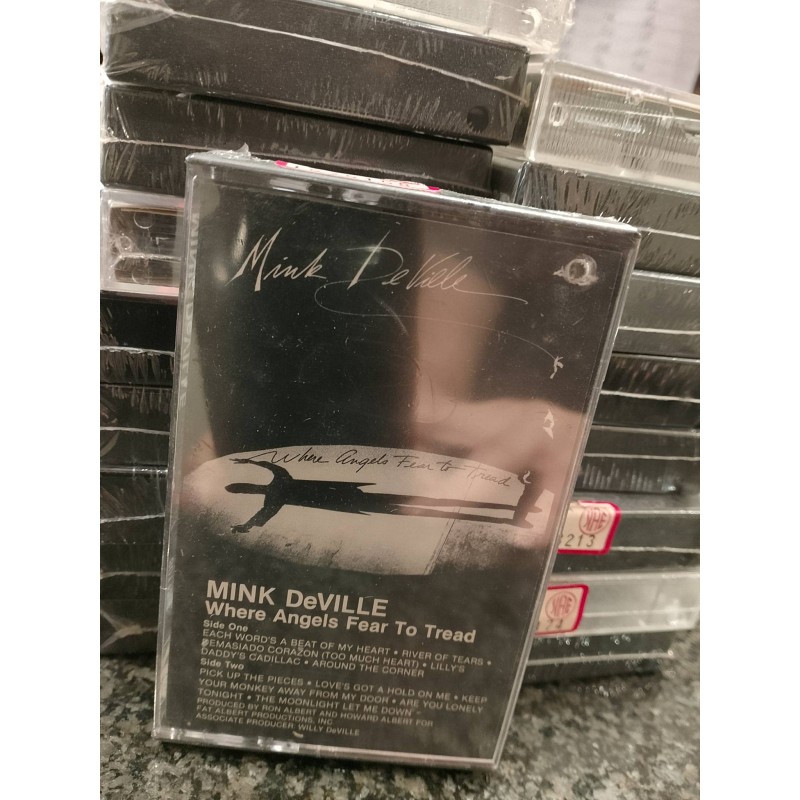 Mink DeVille
Where Angels Fear to Tread
MINK DeVILLE
Where Angels Fear To Tread
Side One
EACH WORD'S A BEAT OF MY HEART • RIVER OF TEARS •
DEMASIADO CORAZON (TOO MUCH HEART) • LILLY'S
DADDY'S CADILLAC • AROUND THE CORNER
Side Two
PICK UP THE PIECES • LOVE'S GOT A HOLD ON ME • KEEP
YOUR MONKEY AWAY FROM MY DOOR • ARE YOU LONELY
TONIGHT • THE MOONLIGHT LET ME DOWN
PRODUCED BY RON ALBERT AND HOWARD ALBERT FOR
FAT ALBERT PRODUCTIONS, INC
ASSOCIATE PRODUCER: WILLY DeVILLE
213
74